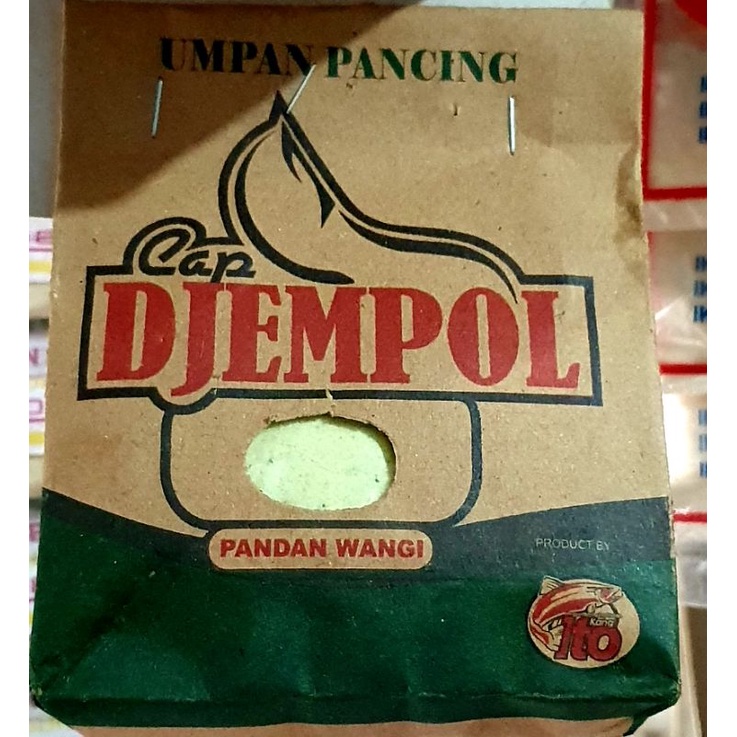 UMPAN PANCING
Cap
DJEMPOL
PANDAN WANGI
PRODUCT BY
Kang
Ito